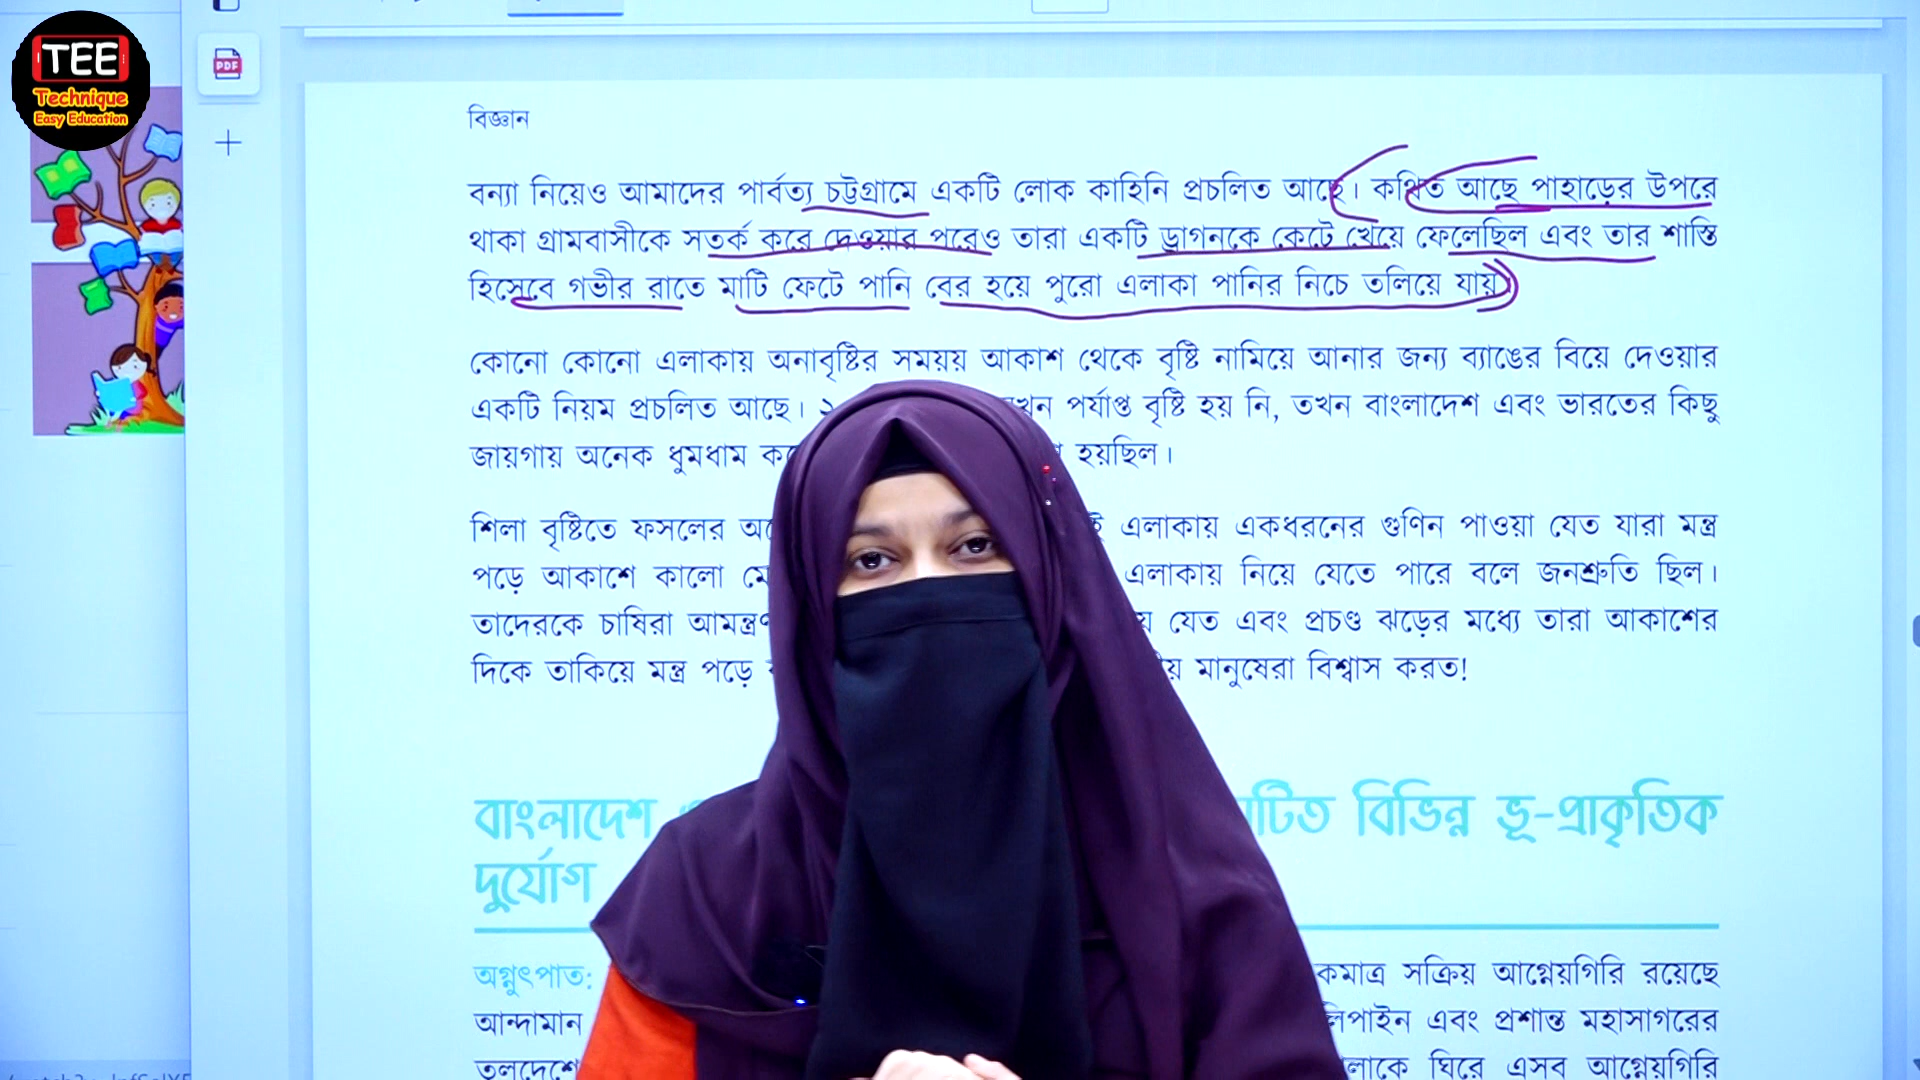 TEE
Technique
Easy Education
PDF
বিজ্ঞান
বন্যা নিয়েও আমাদের পার্বত্য চট্টগ্রামে একটি লোক কাহিনি প্রচলিত আছে। কথিত আছে পাহাড়ের উপরে
থাকা গ্রামবাসীকে সতর্ক করে দেওয়ার পরেও তারা একটি ড্রাগনকে কেটে খেয়ে ফেলেছিল এবং তার শাস্তি
হিসেবে গভীর রাতে মাটি ফেটে পানি বের হয়ে পুরো এলাকা পানির নিচে তলিয়ে যায়।
কোনো কোনো এলাকায় অনাবৃষ্টির সময়য় আকাশ থেকে বৃষ্টি নামিয়ে আনার জন্য ব্যাঙের বিয়ে দেওয়ার
একটি নিয়ম প্রচলিত আছে। পর্যাপ্ত বৃষ্টি হয় নি, তখন বাংলাদেশ এবং ভারতের কিছু
জায়গায় অনেক ধুমধাম হয়েছিল।
শিলা বৃষ্টিতে ফসলের এলাকায় একধরনের গুণিন পাওয়া যেত যারা মন্ত্র
পড়ে আকাশে কালো এলাকায় নিয়ে যেতে পারে বলে জনশ্রুতি ছিল।
তাদেরকে চাষিরা যেত এবং প্রচণ্ড ঝড়ের মধ্যে তারা আকাশের
দিকে তাকিয়ে মন্ত্র পড়ে মানুষেরা বিশ্বাস করত!
বাংলাদেশ বিভিন্ন ভূ-প্রাকৃতিক
দুর্যোগ
অগ্নুৎপাত: সক্রিয় আগ্নেয়গিরি রয়েছে
আন্দামান এবং প্রশান্ত মহাসাগরের
ঘিরে এসব আগ্নেয়গিরি